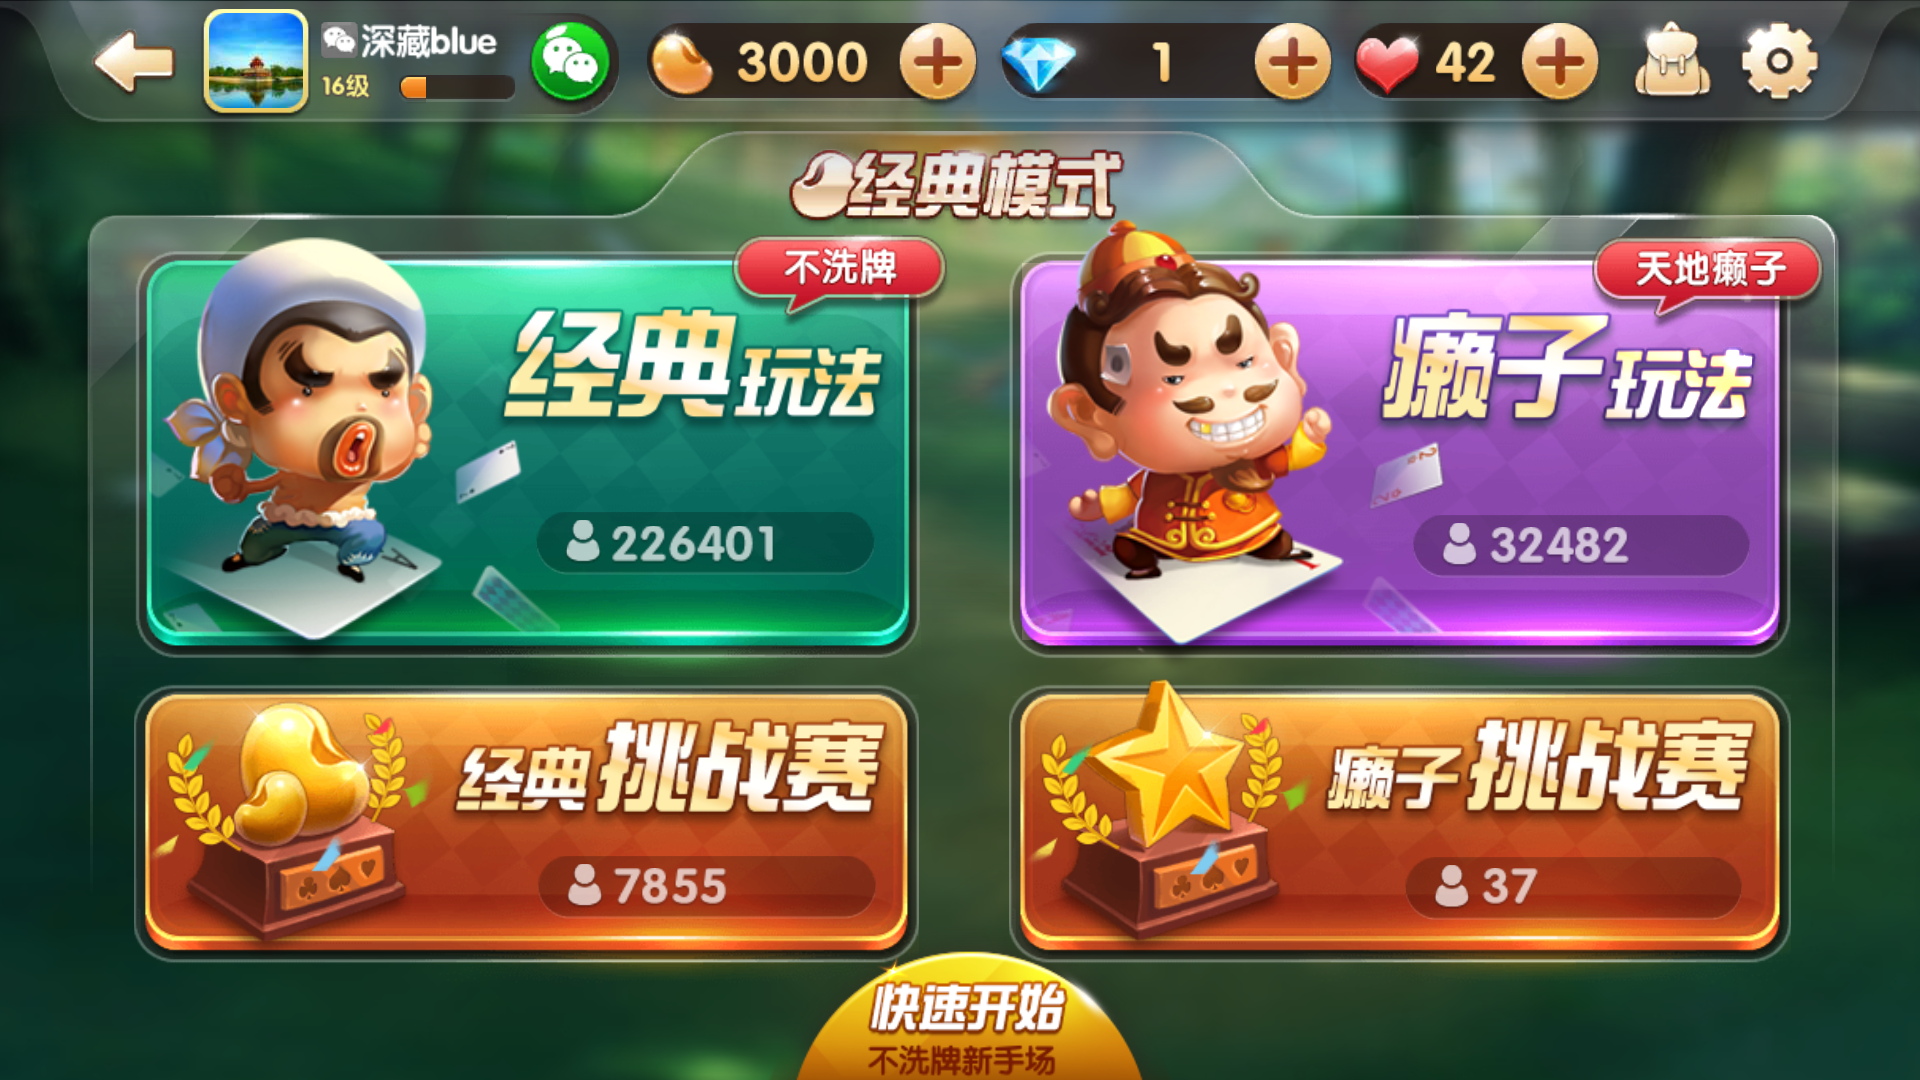 深藏blue
16级
3000
1
42
经典模式
不洗牌
经典玩法
226401
天地癞子
癞子玩法
32482
经典挑战赛
7855
癞子挑战赛
37
快速开始
不洗牌新手场